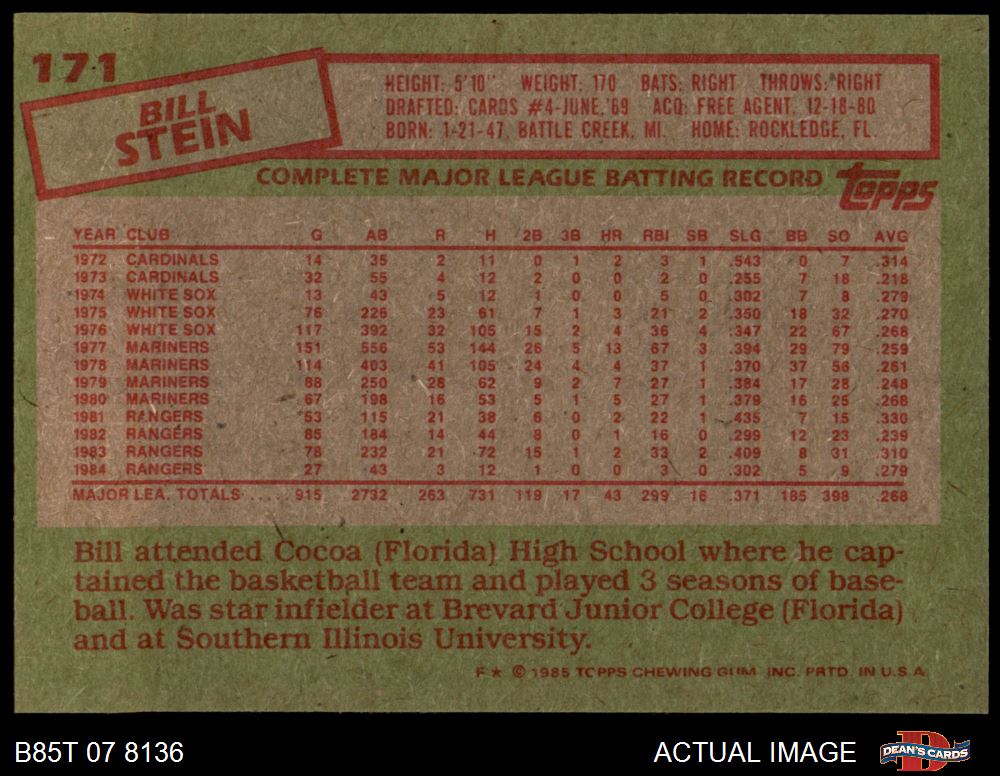 171
BILL
STEIN
HEIGHT: 5'10" WEIGHT: 170 BATS: RIGHT THROWS: RIGHT
DRAFTED: CARDS #4-JUNE, '69 ACQ: FREE AGENT, 12-18-80
BORN: 1-21-47, BATTLE CREEK, MI. HOME: ROCKLEDGE, FL.
COMPLETE MAJOR LEAGUE BATTING RECORD topps
YEAR CLUB G AB R H 2B 3B HR RBI SB SLG BB SO AVG
1972 CARDINALS 14 35 2 11 0 1 2 3 1 .543 0 7 .314
1973 CARDINALS 32 55 4 12 2 0 0 2 0 .255 7 18 .218
1974 WHITE SOX 13 43 5 12 1 0 0 5 0 .302 7 8 .279
1975 WHITE SOX 76 226 23 61 7 1 3 21 2 .350 18 32 .270
1976 WHITE SOX 117 392 32 105 15 2 4 36 4 .347 22 67 .268
1977 MARINERS 151 556 53 144 26 5 13 67 3 .394 29 79 .259
1978 MARINERS 114 403 41 105 24 4 4 37 1 .370 37 56 .261
1979 MARINERS 88 250 28 62 9 2 7 27 1 .384 17 28 .248
1980 MARINERS 67 198 16 53 5 1 5 27 1 .379 16 25 .268
1981 RANGERS 53 115 21 38 6 0 2 22 1 .435 7 15 .330
1982 RANGERS 85 184 14 44 8 0 1 16 0 .299 12 23 .239
1983 RANGERS 78 232 21 72 15 1 2 33 2 .409 8 31 .310
1984 RANGERS 27 43 3 12 1 0 0 3 0 .302 5 9 .279
MAJOR LEA. TOTALS ..... 915 2732 263 731 119 17 43 299 16 .371 185 398 .268
Bill attended Cocoa (Florida) High School where he cap-
tained the basketball team and played 3 seasons of base-
ball. Was star infielder at Brevard Junior College (Florida)
and at Southern Illinois University.
F ★ © 1985 TOPPS CHEWING GUM, INC. PRTD. IN U.S.A.
B85T 07 8136 ACTUAL IMAGE DEAN'S CARDS